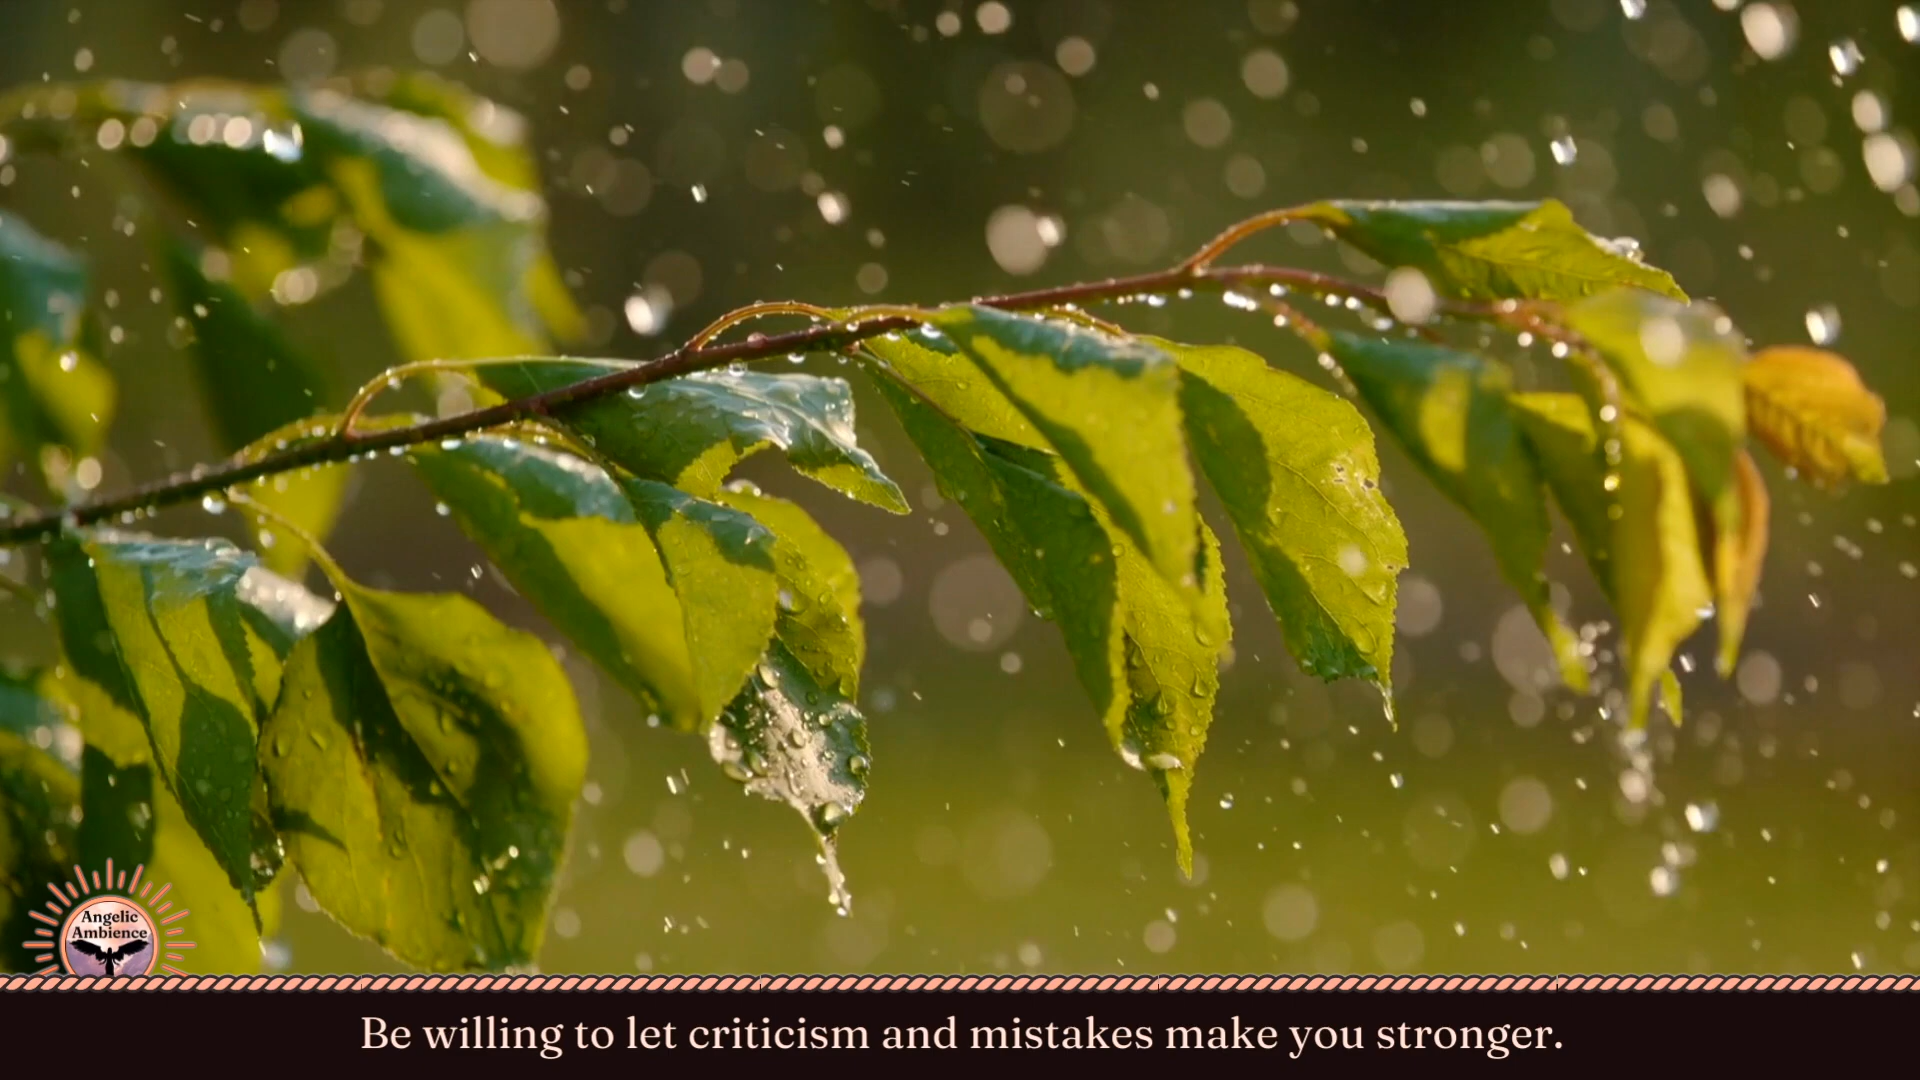 Angelic
Ambience
Be willing to let criticism and mistakes make you stronger.